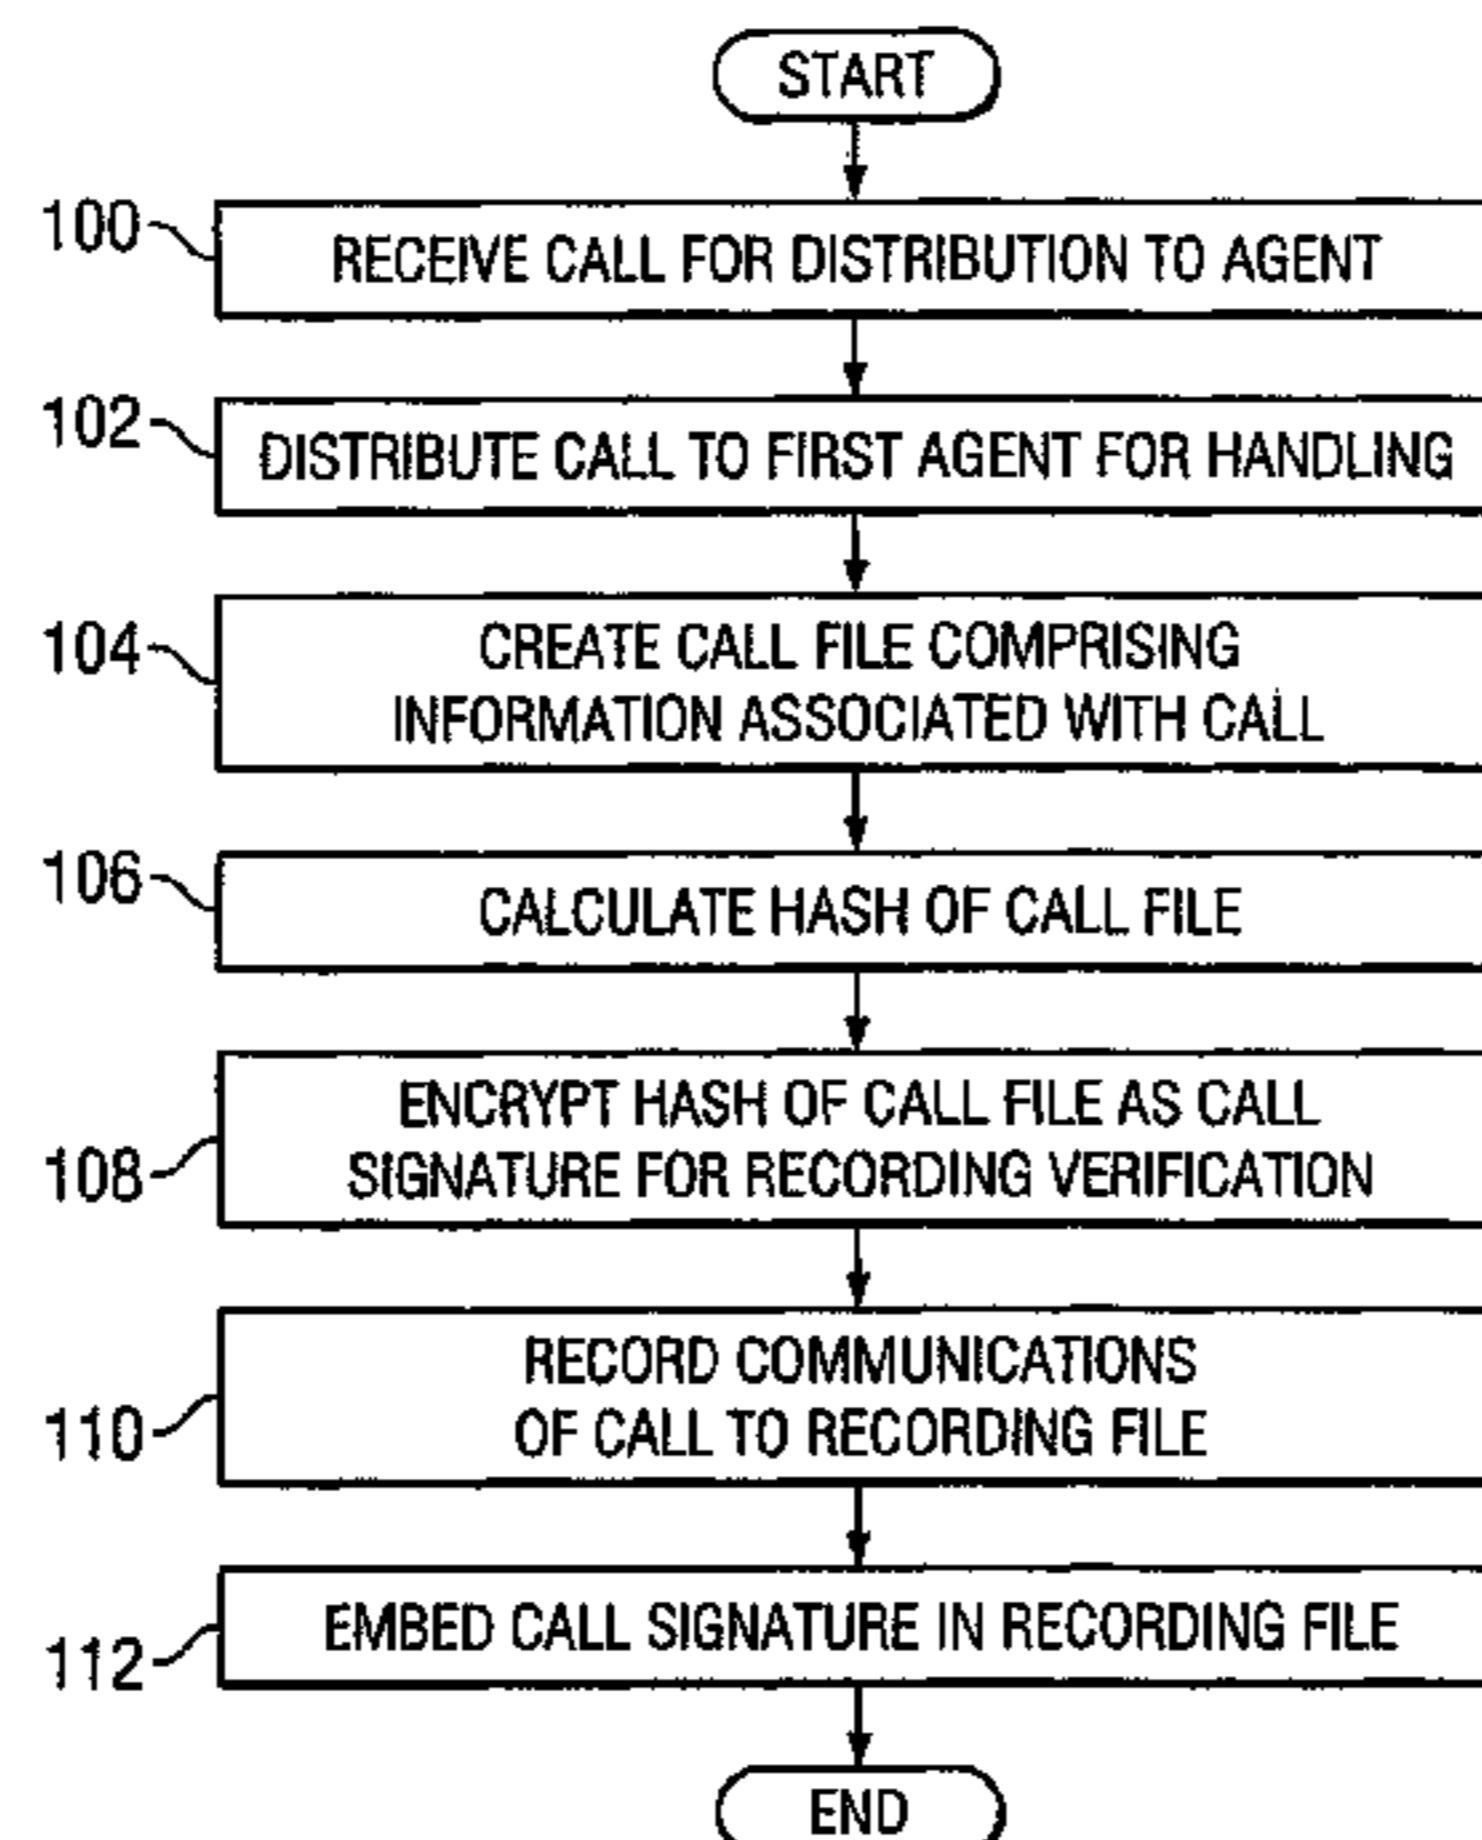 START
100
RECEIVE CALL FOR DISTRIBUTION TO AGENT
102
DISTRIBUTE CALL TO FIRST AGENT FOR HANDLING
104
CREATE CALL FILE COMPRISING
INFORMATION ASSOCIATED WITH CALL
106
CALCULATE HASH OF CALL FILE
108
ENCRYPT HASH OF CALL FILE AS CALL
SIGNATURE FOR RECORDING VERIFICATION
110
RECORD COMMUNICATIONS
OF CALL TO RECORDING FILE
112
EMBED CALL SIGNATURE IN RECORDING FILE
END